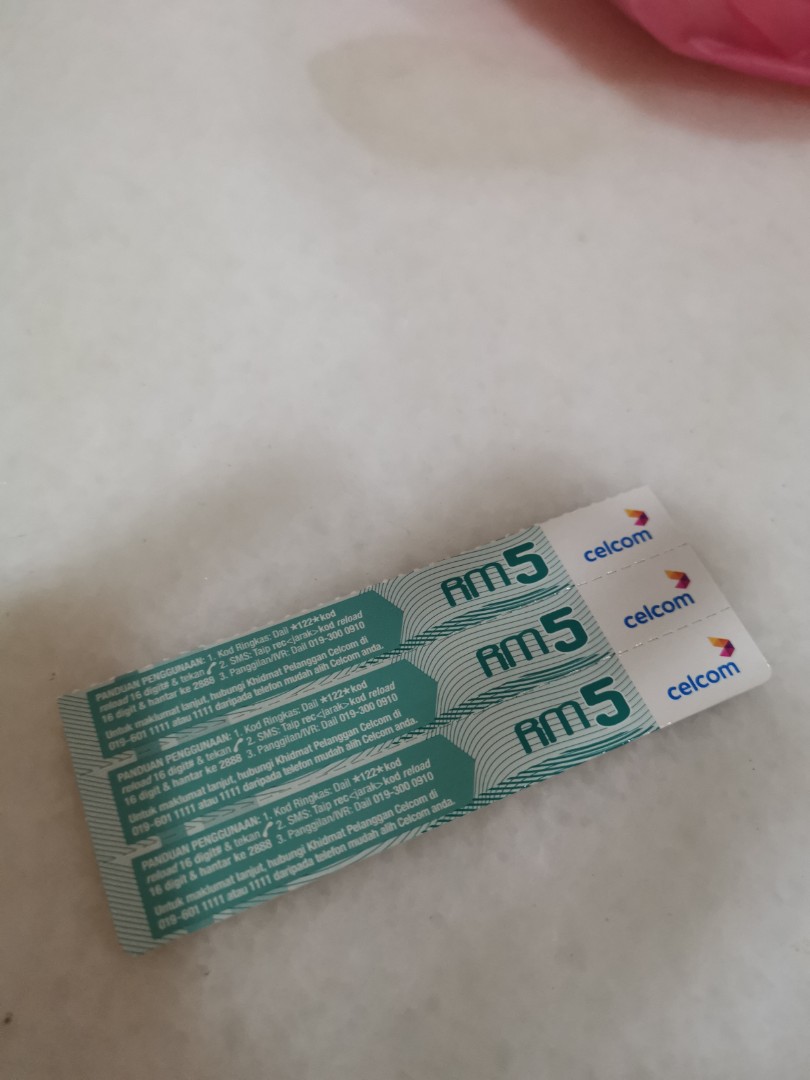 celcom
RM5
PANDUAN PENGGUNAAN: 1. Kod Ringkas: Dail *122*kod
reload 16 digit# & tekan 2. SMS: Taip rec<jarak>kod reload
16 digit & hantar ke 2888 3. Panggilan/IVR: Dail 019-300 0910
Untuk maklumat lanjut, hubungi Khidmat Pelanggan Celcom di
019-601 1111 atau 1111 daripada telefon mudah alih Celcom anda.
celcom
RM5
PANDUAN PENGGUNAAN: 1. Kod Ringkas: Dail *122*kod
reload 16 digit# & tekan 2. SMS: Taip rec<jarak>kod reload
16 digit & hantar ke 2888 3. Panggilan/IVR: Dail 019-300 0910
Untuk maklumat lanjut, hubungi Khidmat Pelanggan Celcom di
019-601 1111 atau 1111 daripada telefon mudah alih Celcom anda.
celcom
RM5
PANDUAN PENGGUNAAN: 1. Kod Ringkas: Dail *122*kod
reload 16 digit# & tekan 2. SMS: Taip rec<jarak>kod reload
16 digit & hantar ke 2888 3. Panggilan/IVR: Dail 019-300 0910
Untuk maklumat lanjut, hubungi Khidmat Pelanggan Celcom di
019-601 1111 atau 1111 daripada telefon mudah alih Celcom anda.